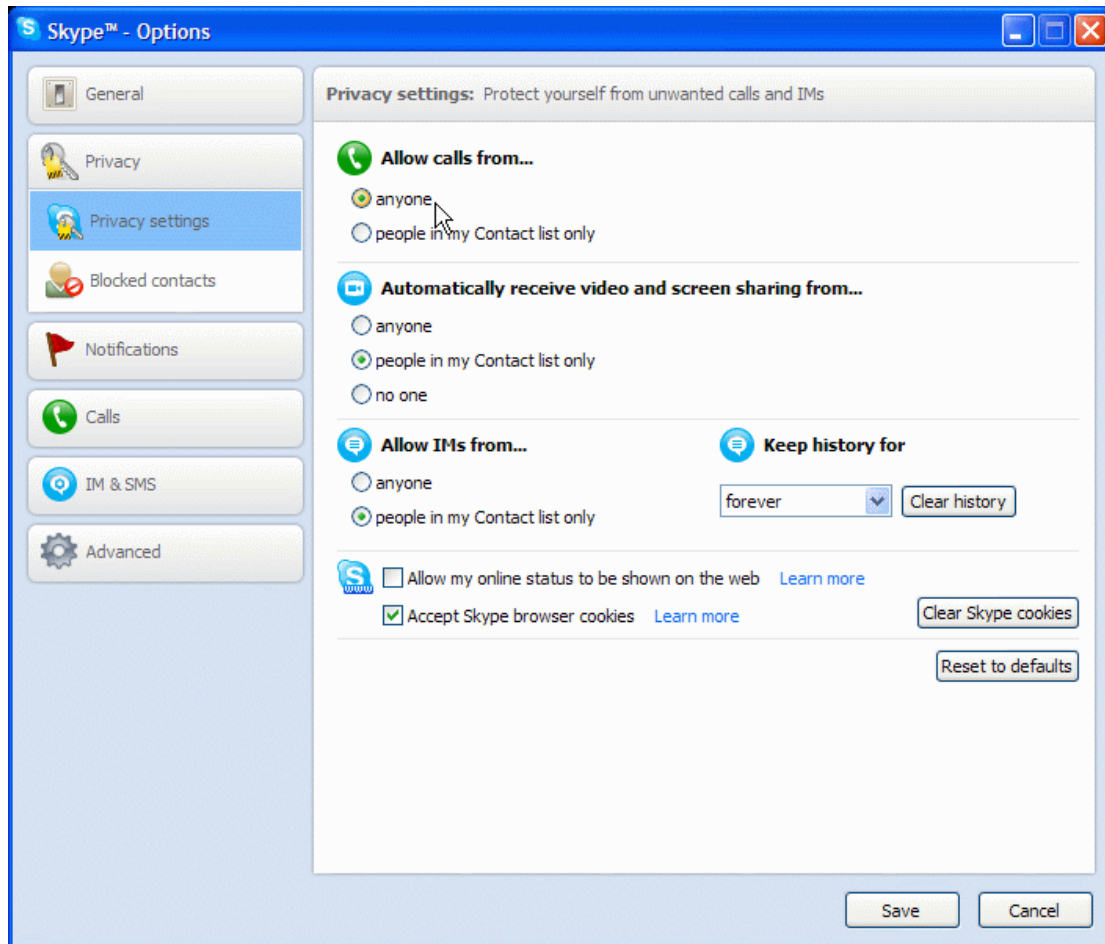 Skype™ - Options
General
Privacy
Privacy settings
Blocked contacts
Notifications
Calls
IM & SMS
Advanced
Privacy settings: Protect yourself from unwanted calls and IMs
Allow calls from...
anyone
people in my Contact list only
Automatically receive video and screen sharing from...
anyone
people in my Contact list only
no one
Allow IMs from...
anyone
people in my Contact list only
Keep history for
forever
Clear history
Allow my online status to be shown on the web Learn more
Accept Skype browser cookies Learn more
Clear Skype cookies
Reset to defaults
Save
Cancel